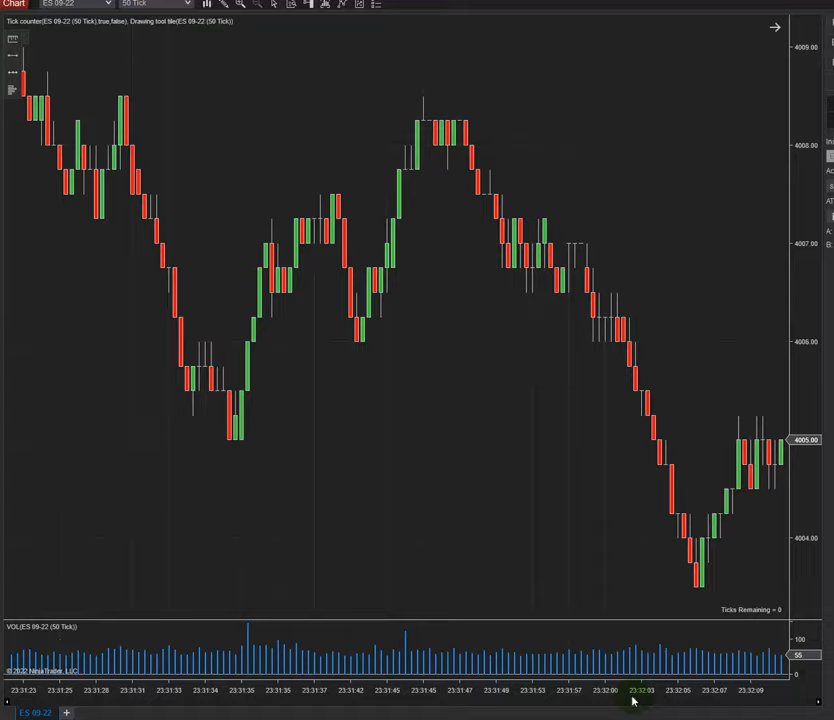 Chart
ES 09-22 (50 Tick)
50 Tick
Tick counter(ES 09-22 (50 Tick),true,false), Drawing tool tile(ES 09-22 (50 Tick))
4009.00
4008.00
4007.00
4006.00
4005.00
4004.00
Ticks Remaining = 0
VOL(ES 09-22 (50 Tick))
100
55
0
© 2022 NinjaTrader, LLC
23:31:23 23:31:25 23:31:28 23:31:31 23:31:33 23:31:34 23:31:35 23:31:35 23:31:37 23:31:42 23:31:45 23:31:45 23:31:47 23:31:49 23:31:53 23:31:57 23:32:00 23:32:03 23:32:05 23:32:07 23:32:09
ES 09-22
+
A:
B: